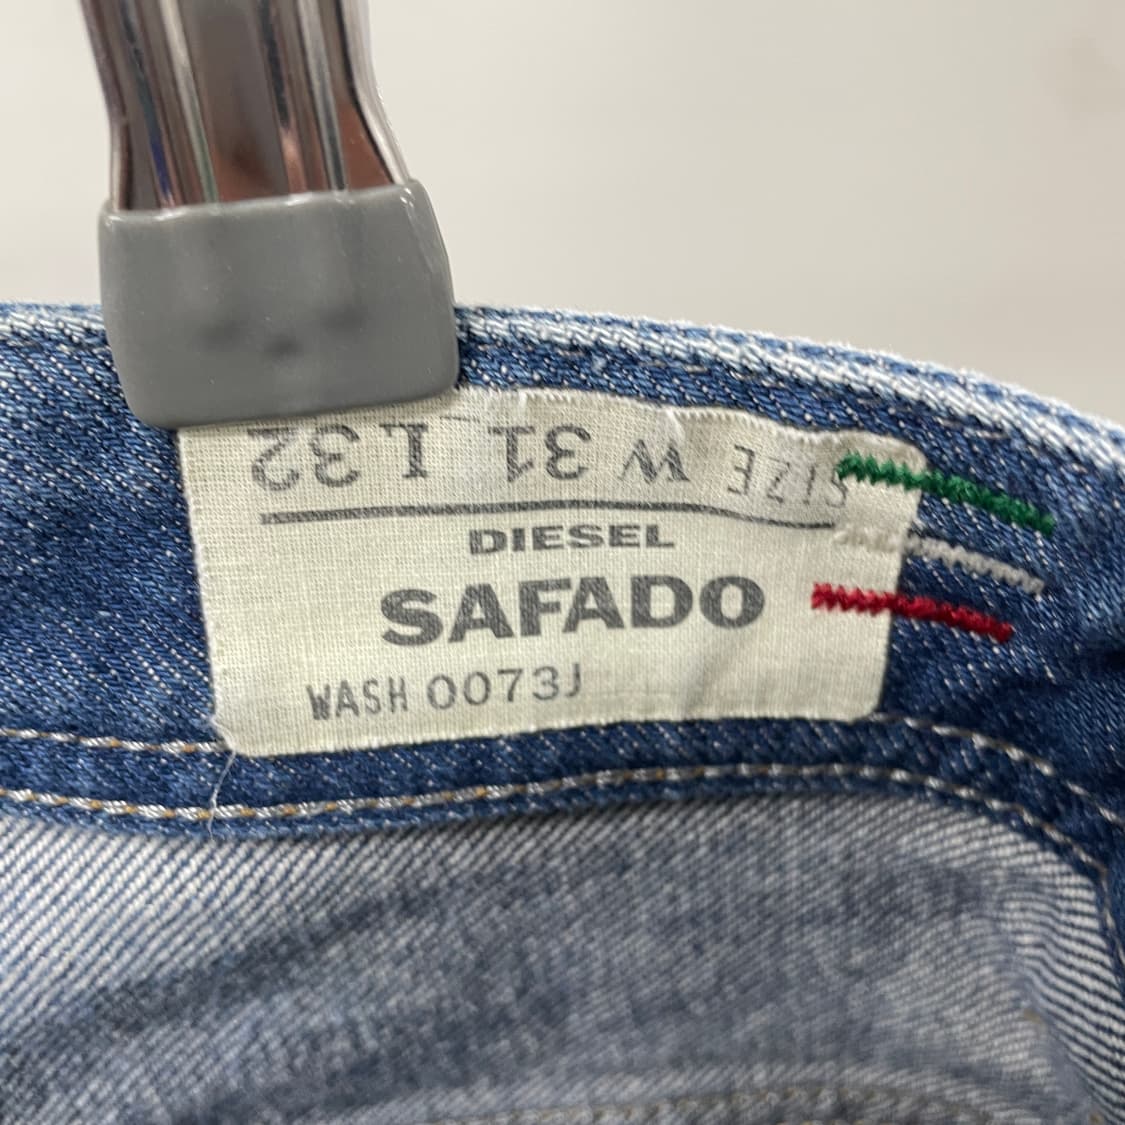 SIZE W 31 L 32
DIESEL
SAFADO
WASH 0073J